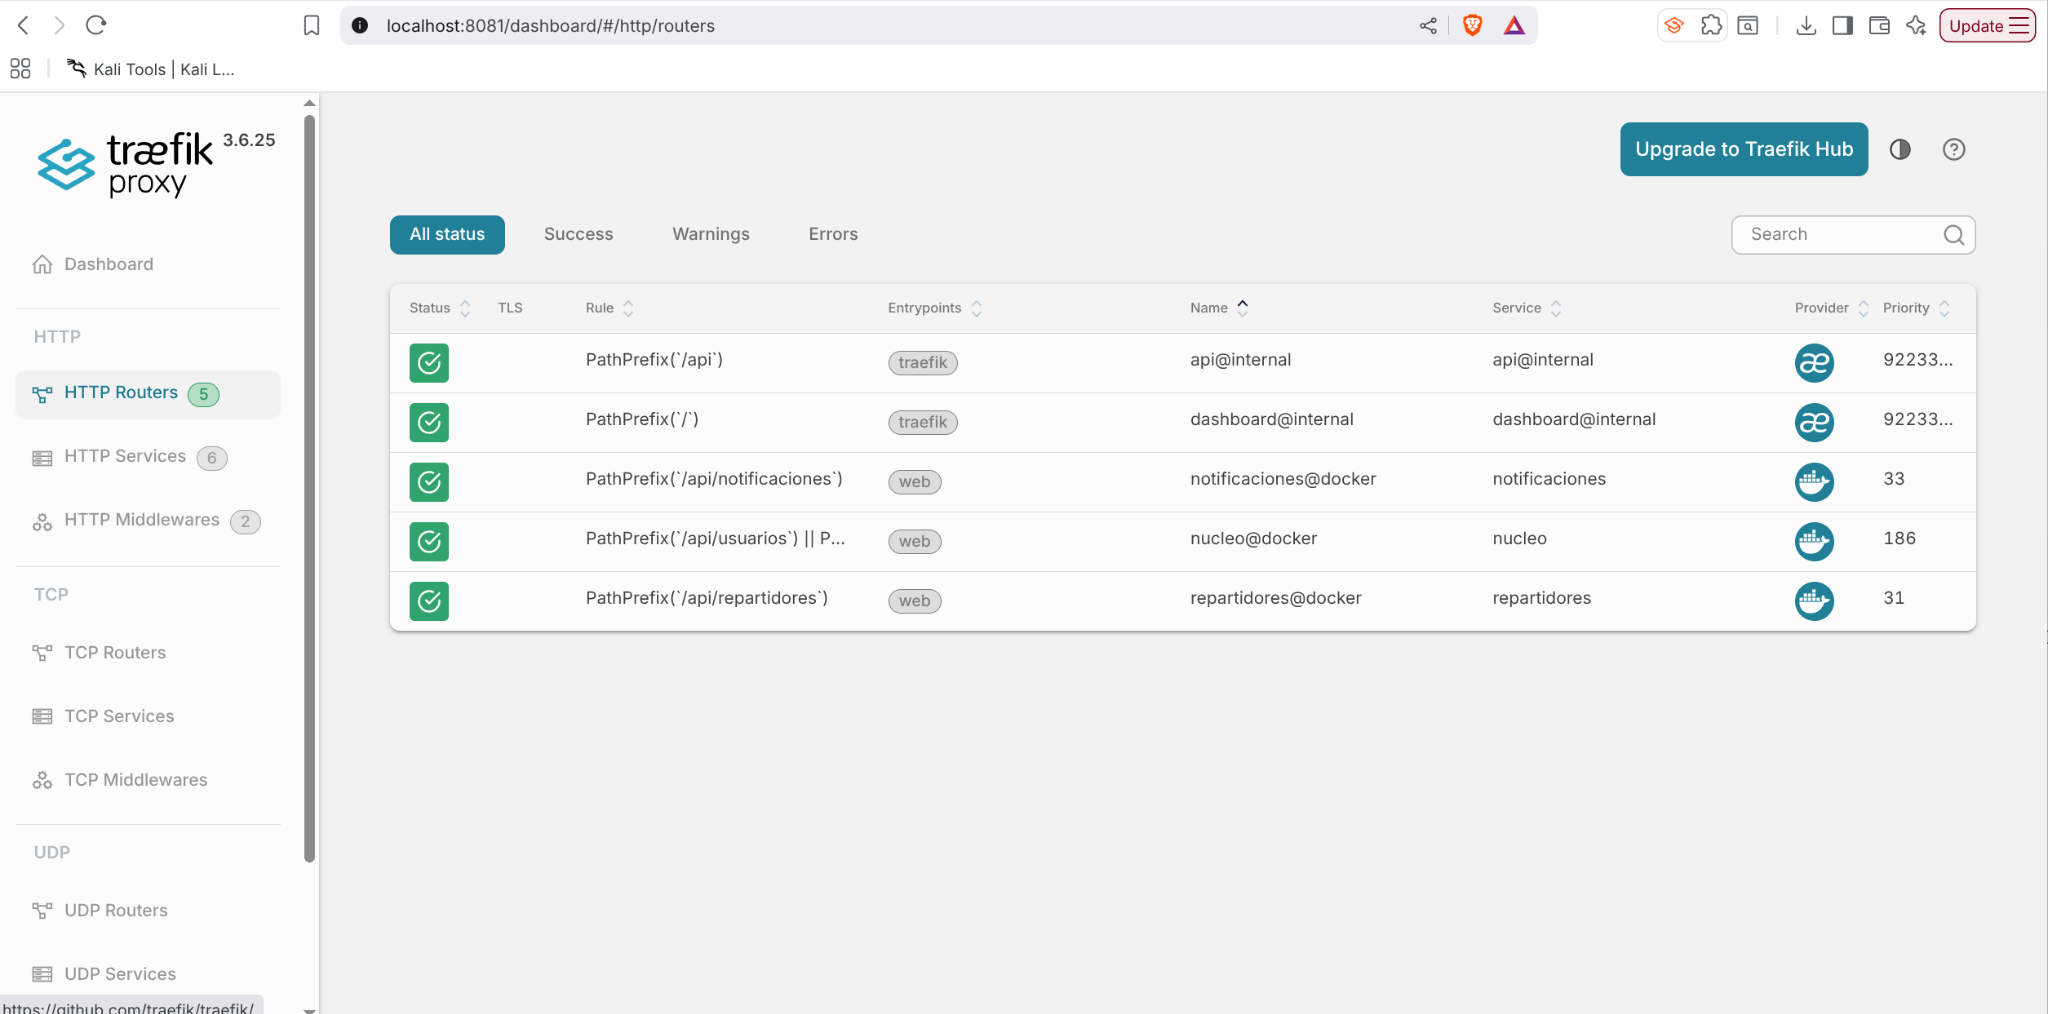 localhost:8081/dashboard/#/http/routers
Update
Kali Tools | Kali L...
træfik proxy 3.6.25
Upgrade to Traefik Hub
All status Success Warnings Errors
Search
Dashboard
HTTP
HTTP Routers 5
HTTP Services 6
HTTP Middlewares 2
TCP
TCP Routers
TCP Services
TCP Middlewares
UDP
UDP Routers
UDP Services
https://github.com/traefik/traefik/
Status TLS Rule Entrypoints Name Service Provider Priority
PathPrefix(`/api`) traefik api@internal api@internal 92233...
PathPrefix(`/`) traefik dashboard@internal dashboard@internal 92233...
PathPrefix(`/api/notificaciones`) web notificaciones@docker notificaciones 33
PathPrefix(`/api/usuarios`) || P... web nucleo@docker nucleo 186
PathPrefix(`/api/repartidores`) web repartidores@docker repartidores 31